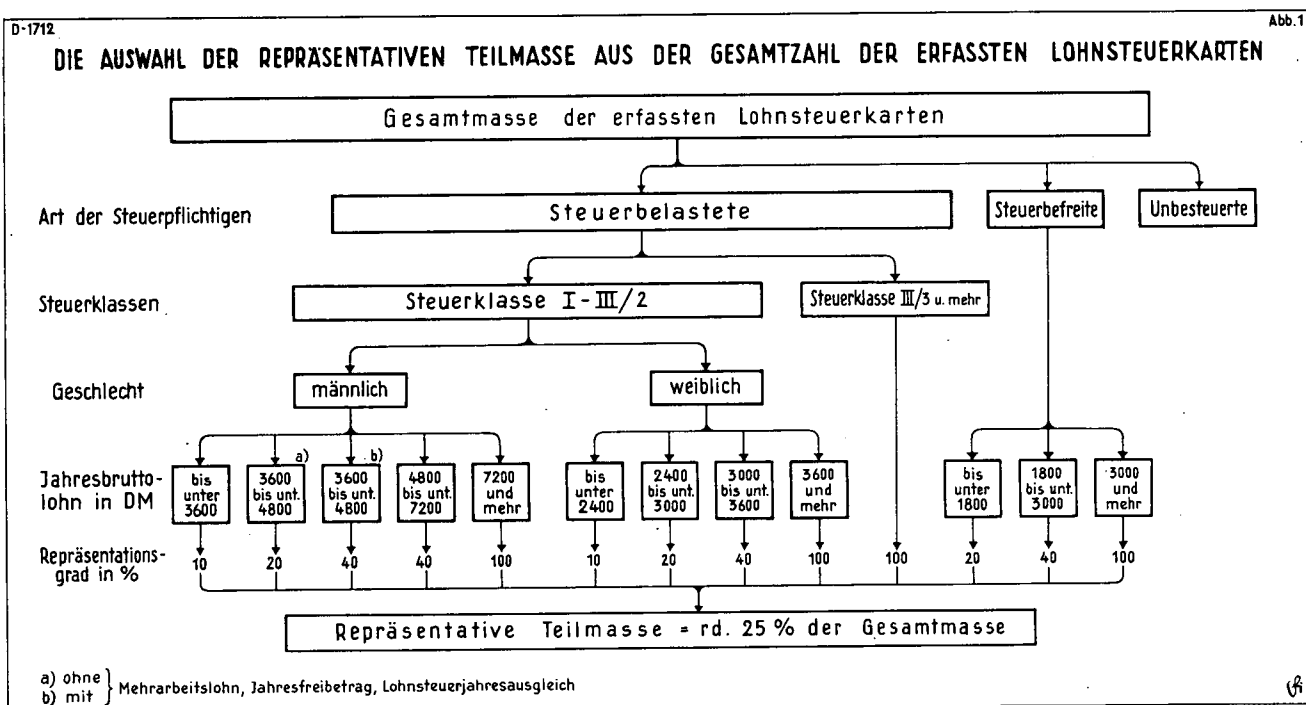 D-1712
Abb.1
DIE AUSWAHL DER REPRÄSENTATIVEN TEILMASSE AUS DER GESAMTZAHL DER ERFASSTEN LOHNSTEUERKARTEN
Gesamtmasse der erfassten Lohnsteuerkarten
Art der Steuerpflichtigen
Steuerbelastete
Steuerbefreite
Unbesteuerte
Steuerklassen
Steuerklasse I-III/2
Steuerklasse III/3 u. mehr
Geschlecht
männlich
weiblich
Jahresbrutto-
lohn in DM
bis
unter
3600
a)
3600
bis unt.
4800
b)
3600
bis unt.
4800
4800
bis unt.
7200
7200
und
mehr
bis
unter
2400
2400
bis unt.
3000
3000
bis unt.
3600
3600
und
mehr
bis
unter
1800
1800
bis unt.
3000
3000
und
mehr
Repräsentations-
grad in %
10
20
40
40
100
10
20
40
100
100
20
40
100
Repräsentative Teilmasse = rd. 25% der Gesamtmasse
a) ohne
b) mit
} Mehrarbeitslohn, Jahresfreibetrag, Lohnsteuerjahresausgleich